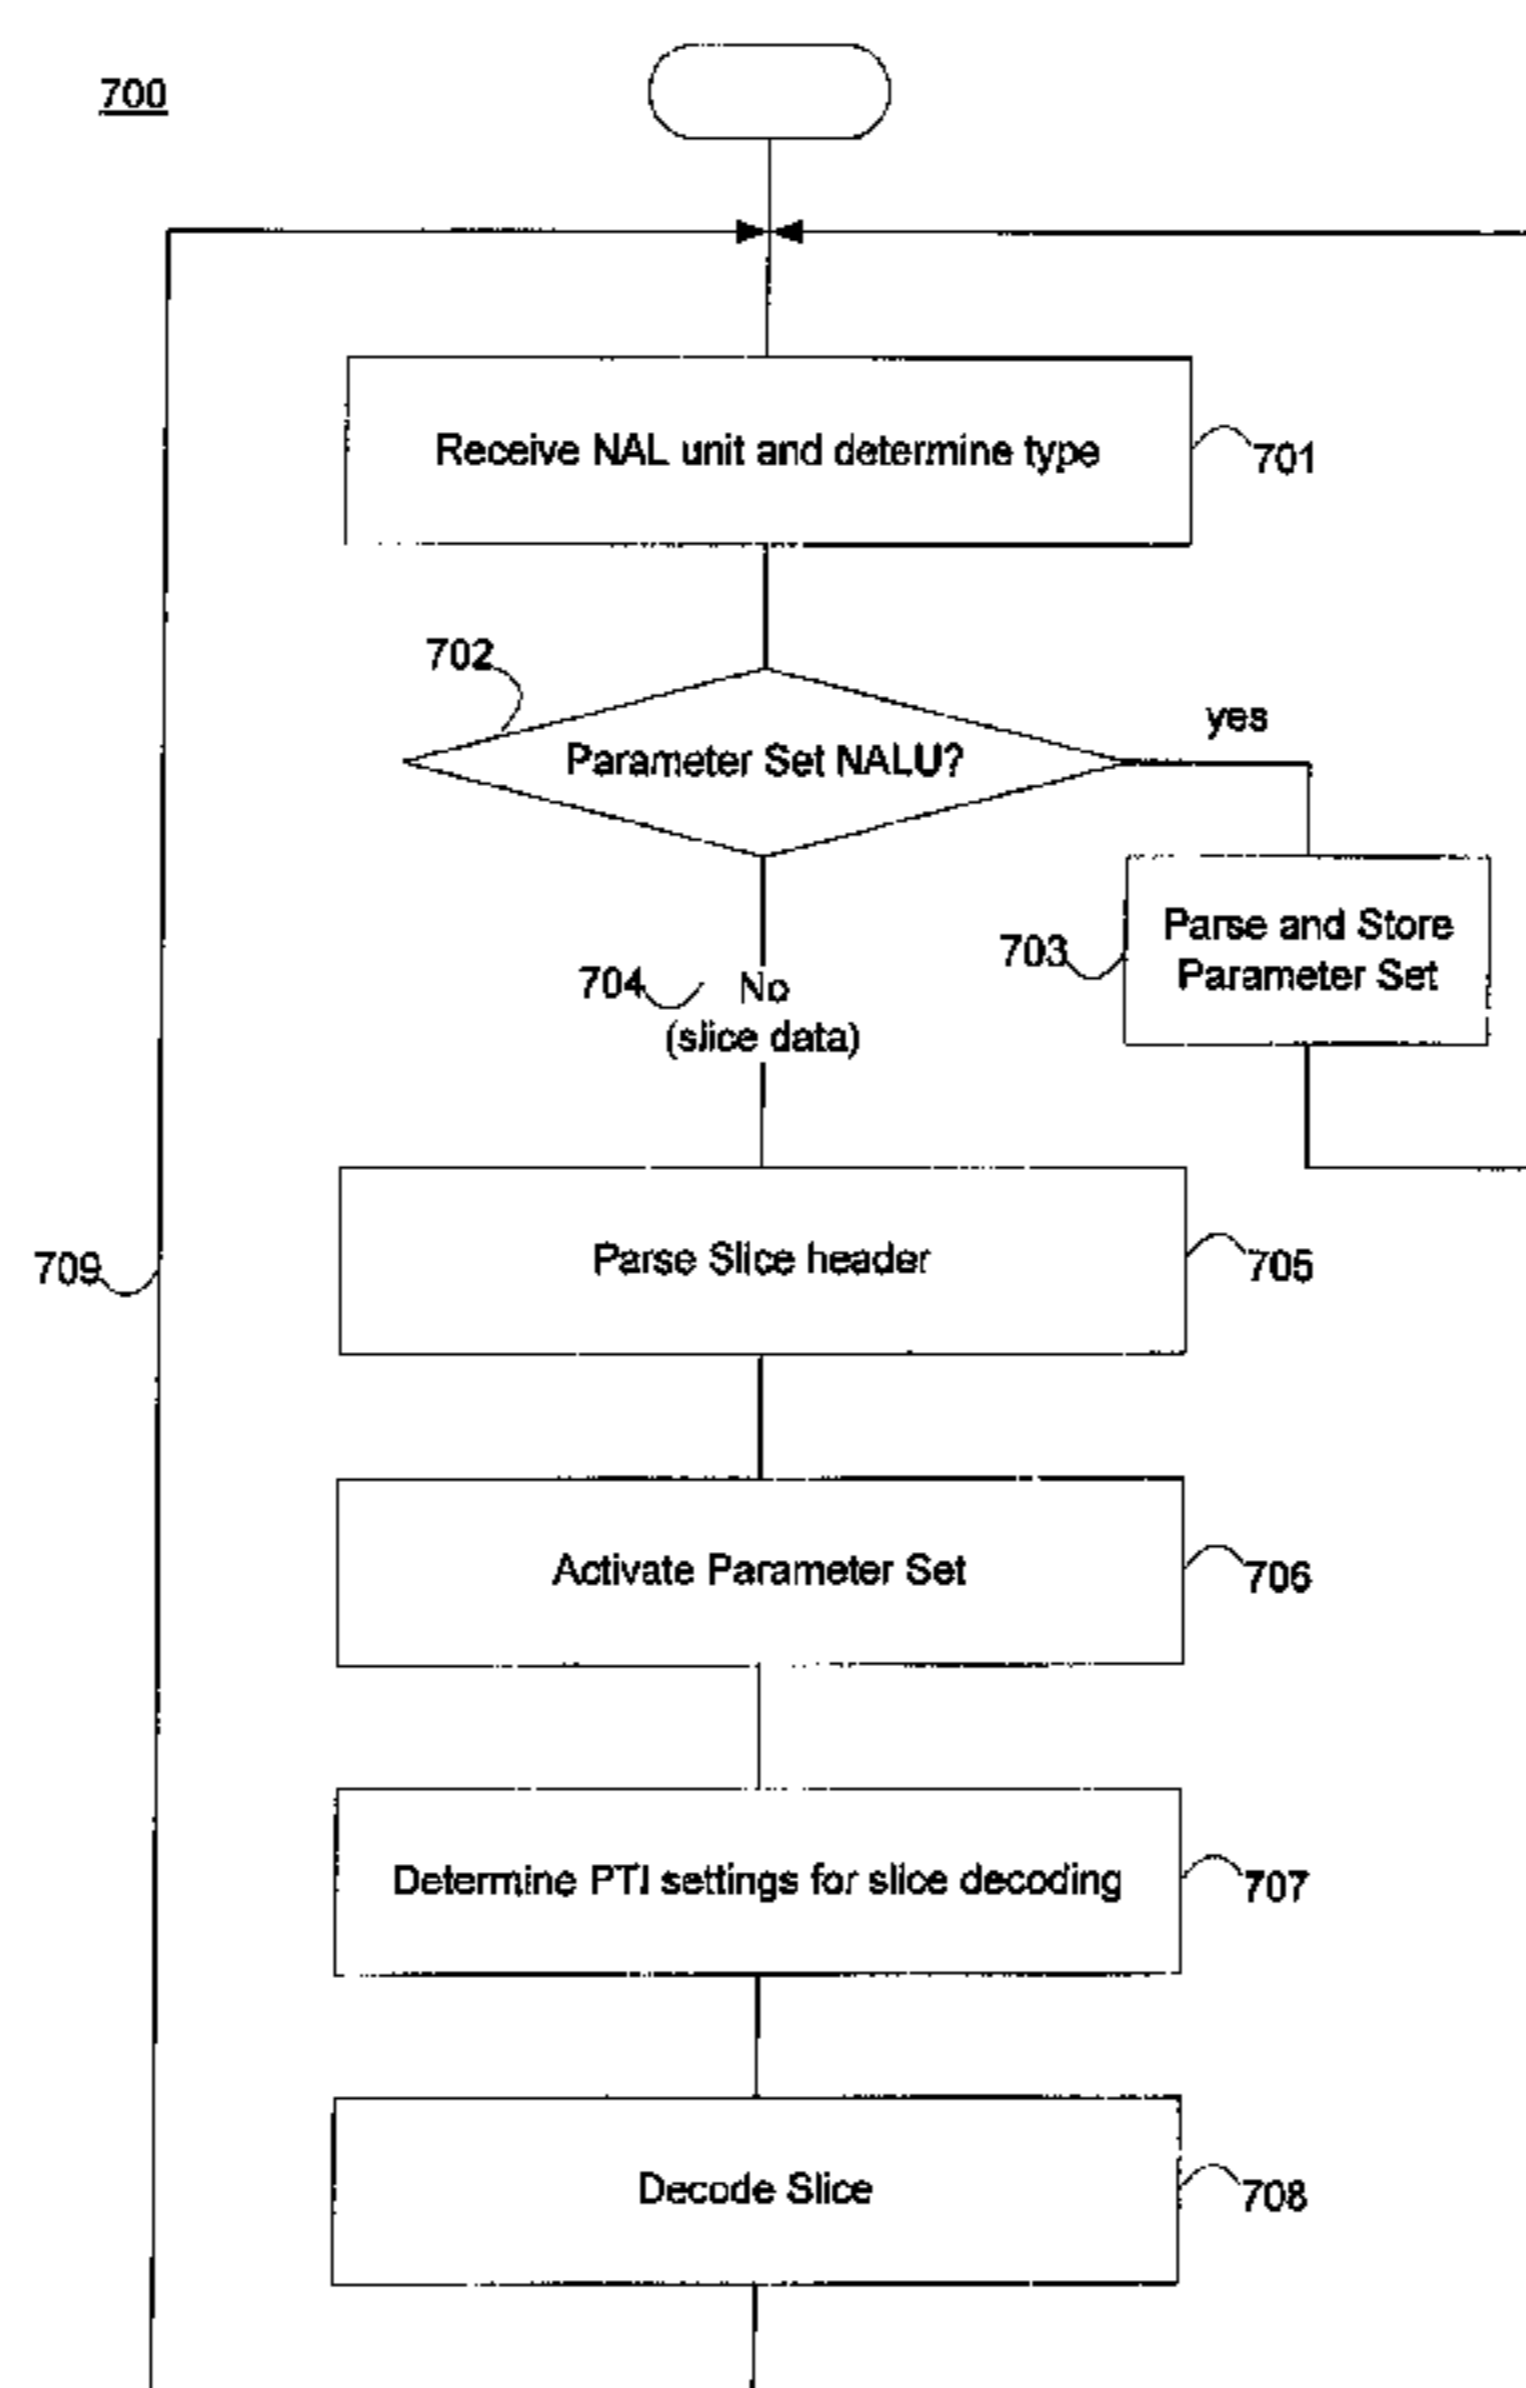 700
Receive NAL unit and determine type
701
702
Parameter Set NALU?
yes
703
Parse and Store
Parameter Set
704
No
(slice data)
Parse Slice header
705
709
Activate Parameter Set
706
Determine PTI settings for slice decoding
707
Decode Slice
708